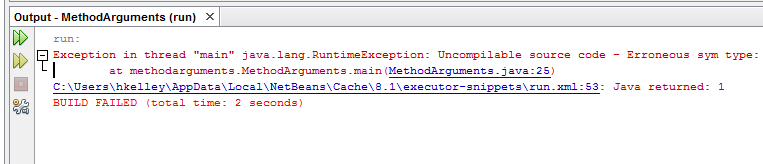 Output - MethodArguments (run) ×
run:
Exception in thread "main" java.lang.RuntimeException: Uncompilable source code - Erroneous sym type:
at methodarguments.MethodArguments.main(MethodArguments.java:25)
C:\Users\hkelley\AppData\Local\NetBeans\Cache\8.1\executor-snippets\run.xml:53: Java returned: 1
BUILD FAILED (total time: 2 seconds)